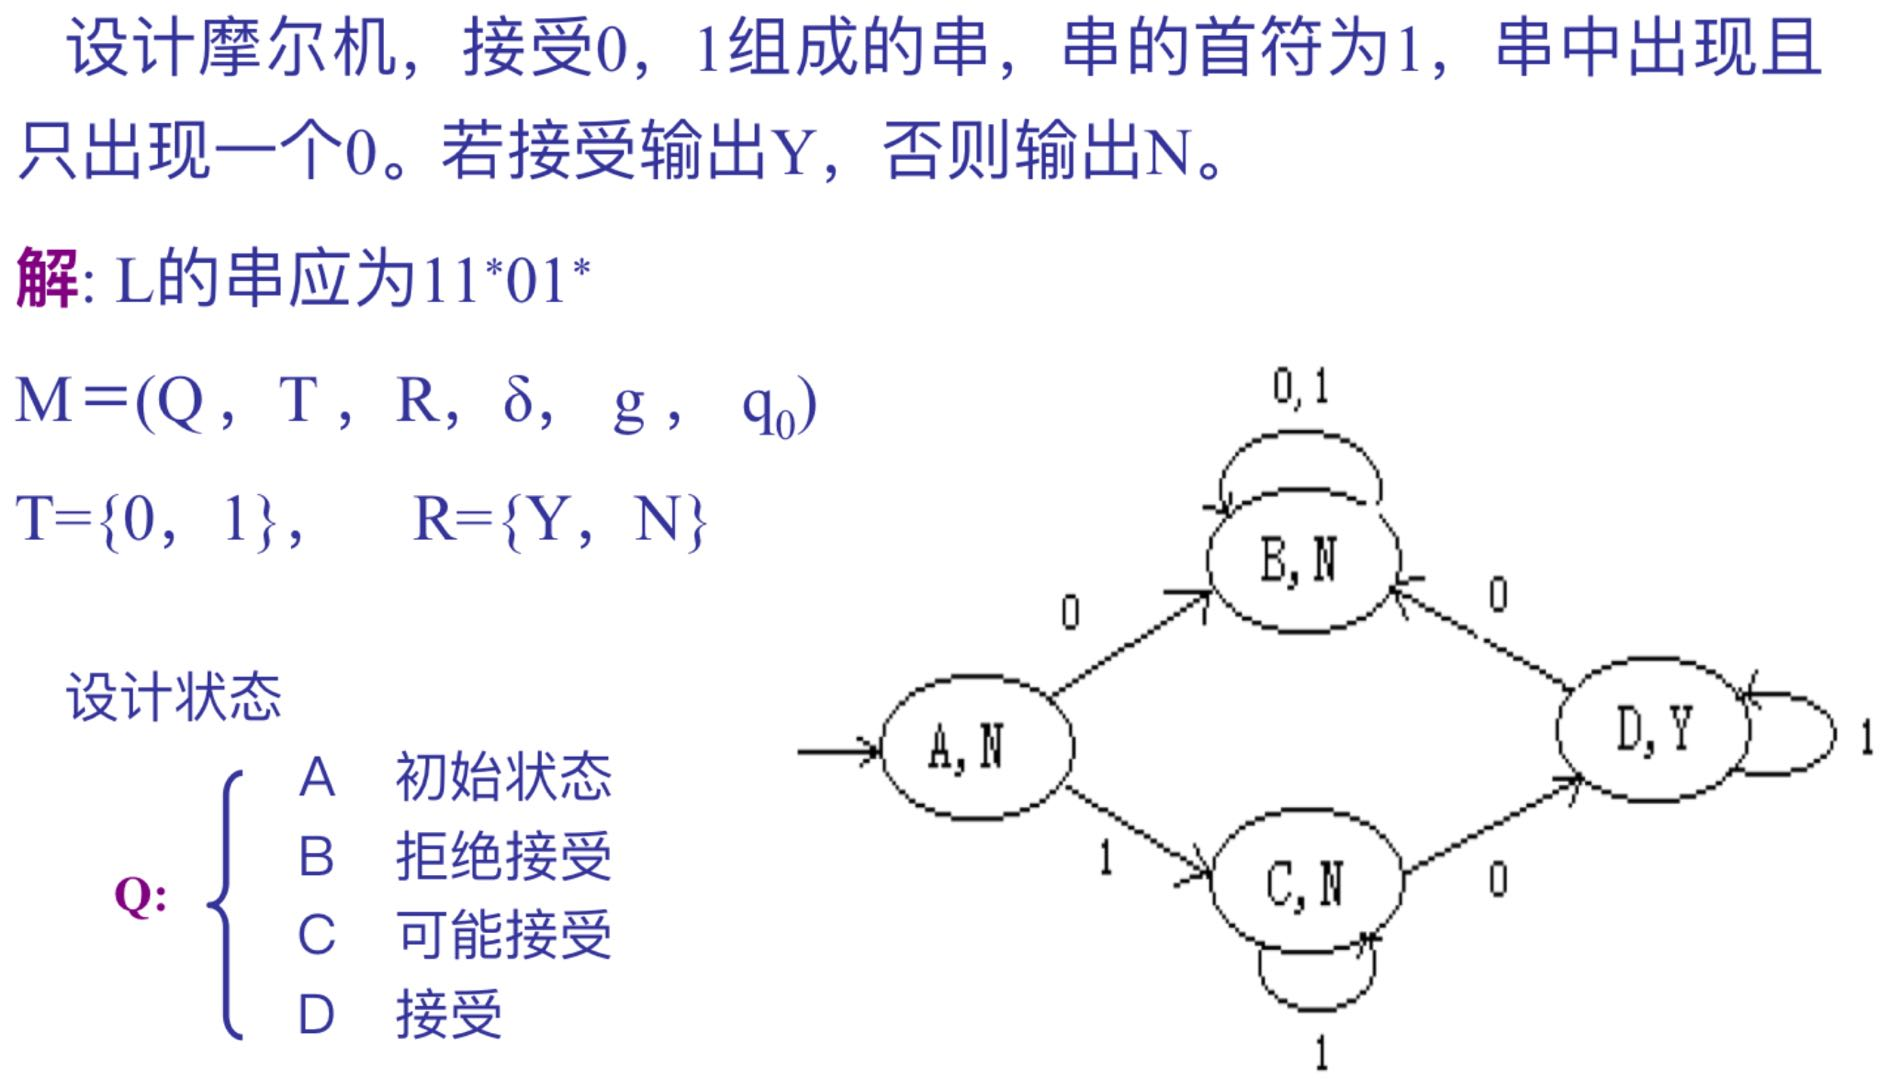 设计摩尔机，接受0，1组成的串，串的首符为1，串中出现且
只出现一个0。若接受输出Y，否则输出N。
解: L的串应为11*01*
M＝(Q，T，R，δ，g，q₀)
T={0，1}，  R={Y，N}
设计状态
Q:
A 初始状态
B 拒绝接受
C 可能接受
D 接受
0,1
B,N
0
0
A,N
D,Y
1
1
C,N
0
1